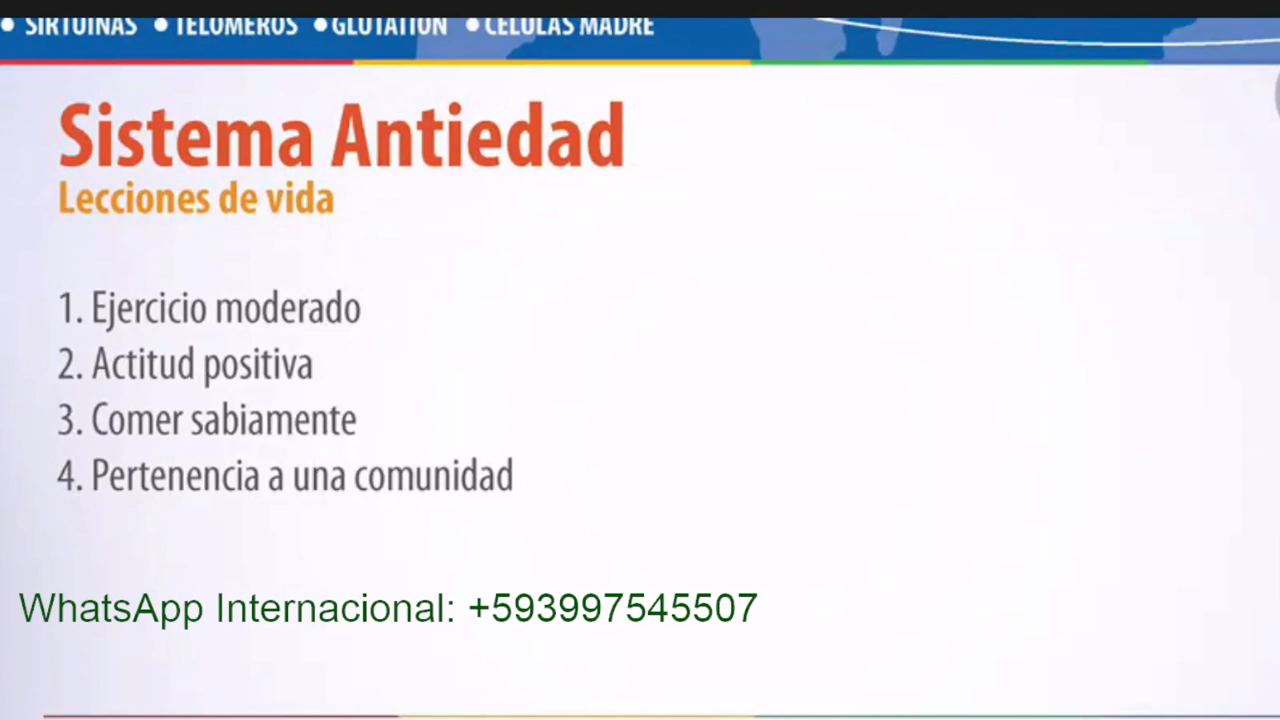 • SIRTUINAS • TELOMEROS • GLUTATION • CELULAS MADRE
Sistema Antiedad
Lecciones de vida
1. Ejercicio moderado
2. Actitud positiva
3. Comer sabiamente
4. Pertenencia a una comunidad
WhatsApp Internacional: +593997545507